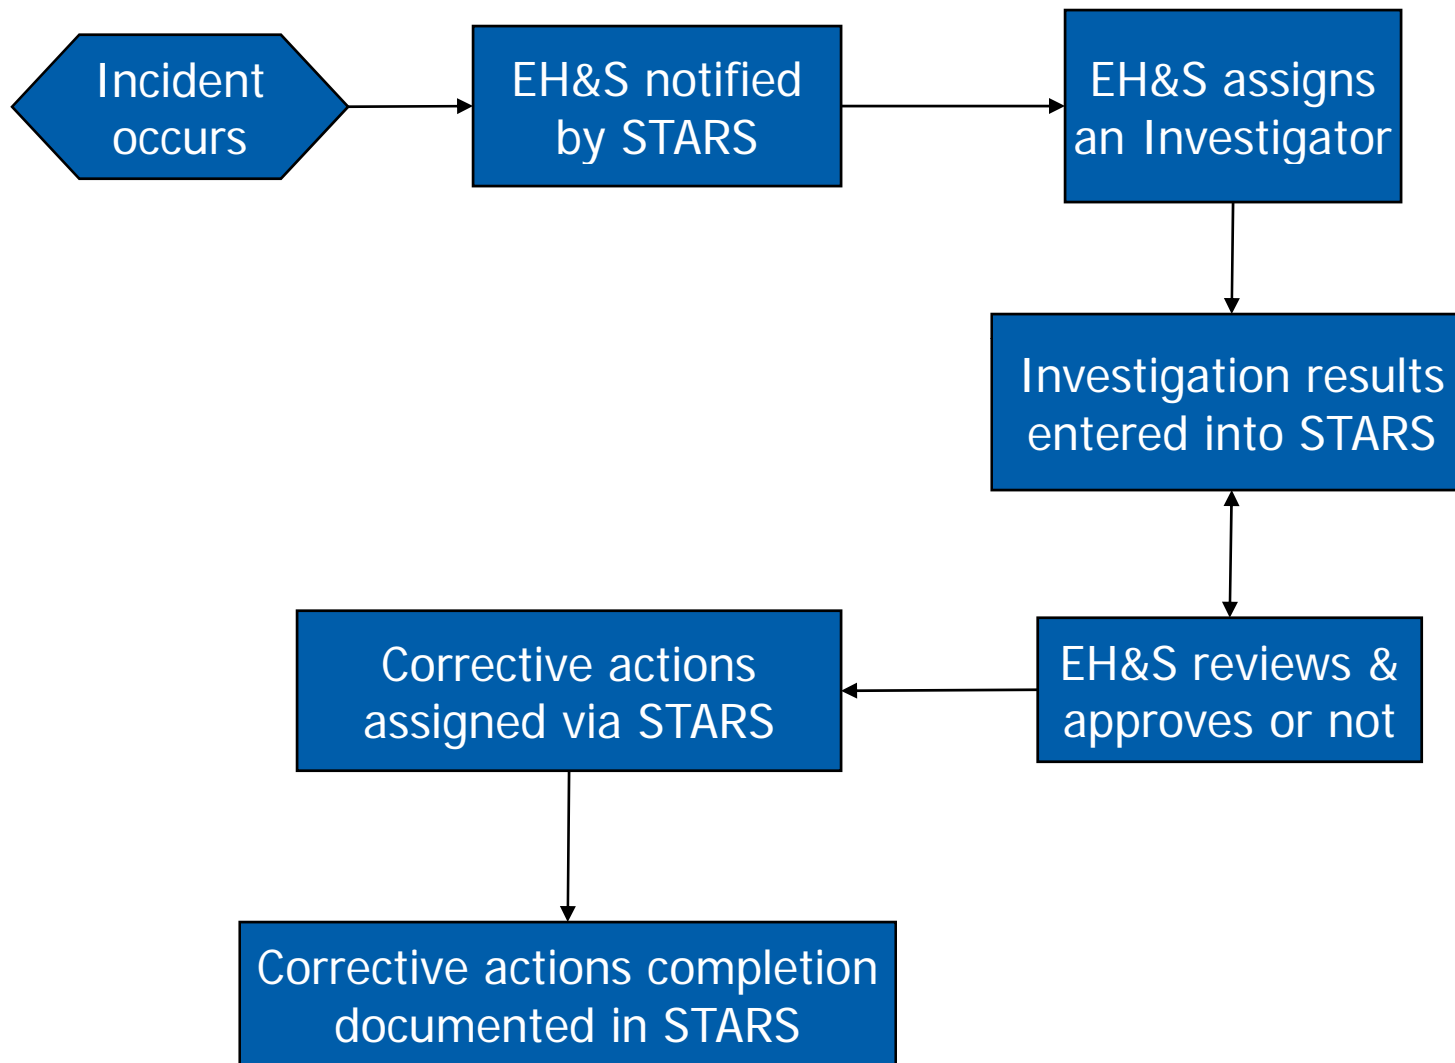 Incident
occurs
EH&S notified
by STARS
EH&S assigns
an Investigator
Investigation results
entered into STARS
EH&S reviews &
approves or not
Corrective actions
assigned via STARS
Corrective actions completion
documented in STARS